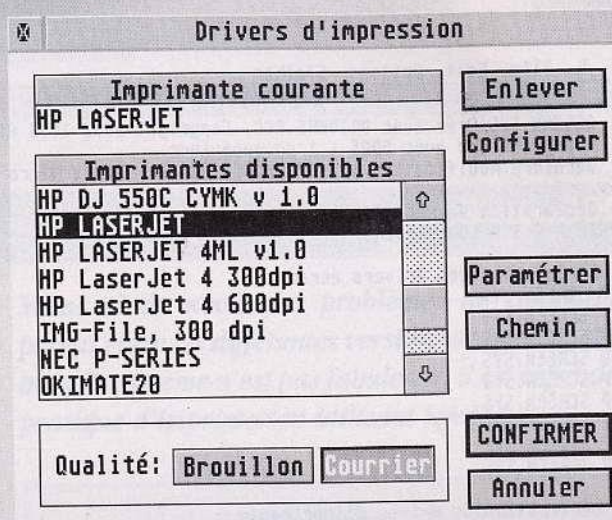 Drivers d'impression
Imprimante courante
HP LASERJET
Enlever
Configurer
Imprimantes disponibles
HP DJ 550C CYMK v 1.0
HP LASERJET
HP LASERJET 4ML v1.0
HP LaserJet 4 300dpi
HP LaserJet 4 600dpi
IMG-File, 300 dpi
NEC P-SERIES
OKIMATE20
Paramétrer
Chemin
Qualité:
Brouillon
Courrier
CONFIRMER
Annuler